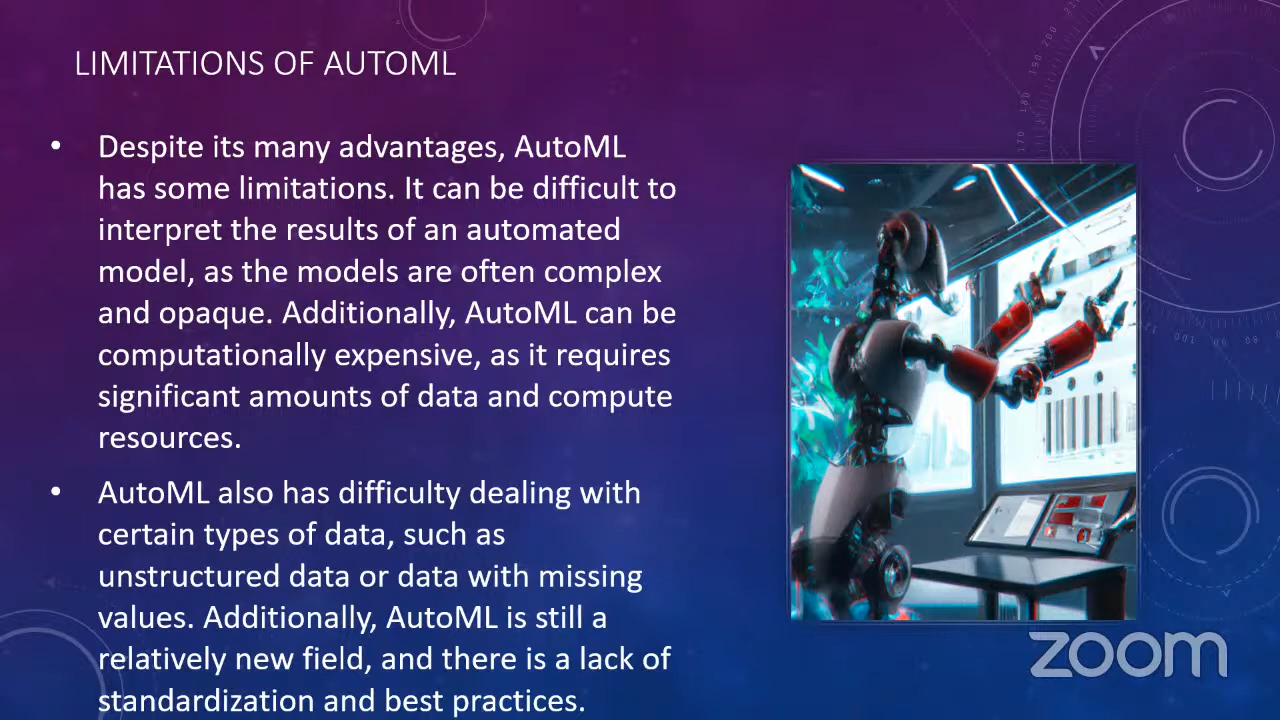 LIMITATIONS OF AUTOML
• Despite its many advantages, AutoML
has some limitations. It can be difficult to
interpret the results of an automated
model, as the models are often complex
and opaque. Additionally, AutoML can be
computationally expensive, as it requires
significant amounts of data and compute
resources.
• AutoML also has difficulty dealing with
certain types of data, such as
unstructured data or data with missing
values. Additionally, AutoML is still a
relatively new field, and there is a lack of
standardization and best practices.
zoom